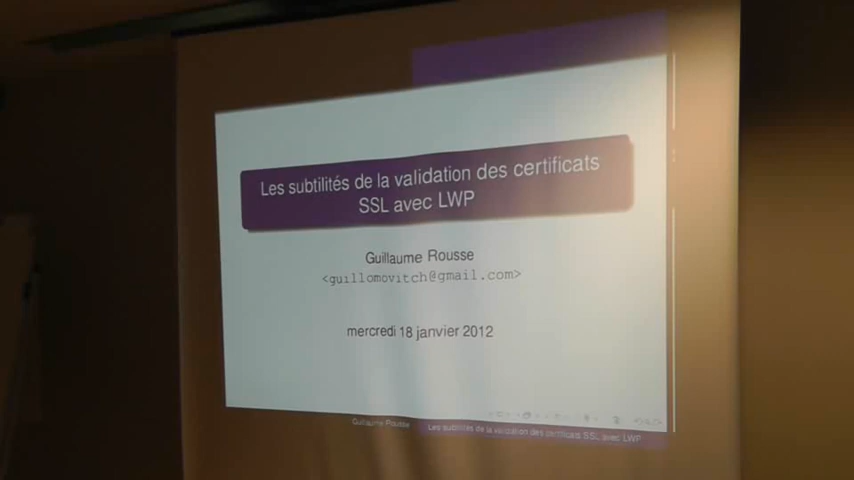 Les subtilités de la validation des certificats
SSL avec LWP
Guillaume Rousse
<guillomovitch@gmail.com>
mercredi 18 janvier 2012
Guillaume Rousse
Les subtilités de la validation des certificats SSL avec LWP